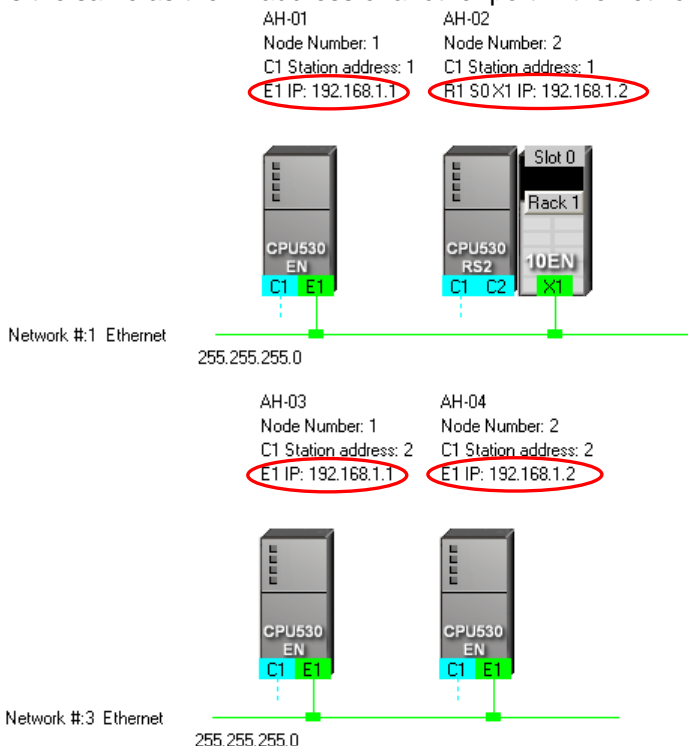 AH-01
Node Number: 1
C1 Station address: 1
E1 IP: 192.168.1.1
AH-02
Node Number: 2
C1 Station address: 1
R1 S0 X1 IP: 192.168.1.2
CPU530
EN
C1 E1
CPU530
RS2
C1 C2
Slot 0
Rack 1
10EN
X1
Network #:1 Ethernet
255.255.255.0
AH-03
Node Number: 1
C1 Station address: 2
E1 IP: 192.168.1.1
AH-04
Node Number: 2
C1 Station address: 2
E1 IP: 192.168.1.2
CPU530
EN
C1 E1
CPU530
EN
C1 E1
Network #:3 Ethernet
255.255.255.0